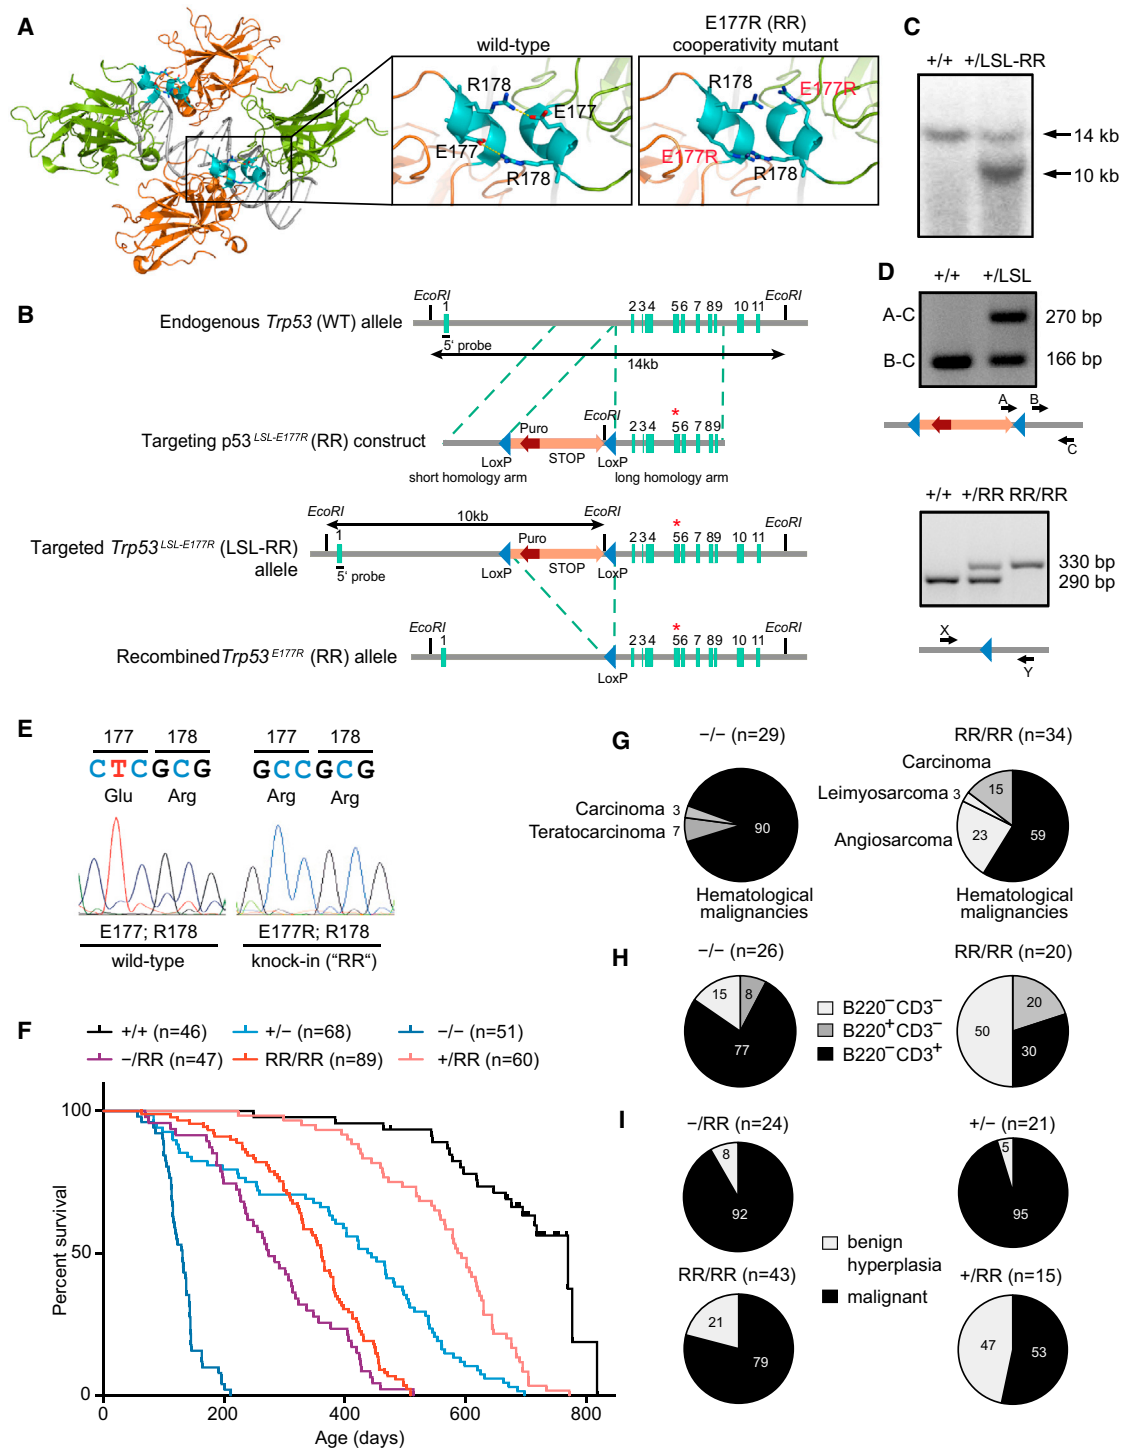 A
wild-type
E177R (RR)
cooperativity mutant
R178
E177
E177
R178
R178
E177R
E177R
R178
B
Endogenous Trp53 (WT) allele
EcoRI
1
2 3 4 5 6 7 8 9 10 11
EcoRI
5' probe
14kb
Targeting p53 LSL-E177R (RR) construct
EcoRI
*
2 3 4 5 6 7 8 9
Puro
STOP
LoxP
LoxP
short homology arm
long homology arm
Targeted Trp53 LSL-E177R (LSL-RR)
allele
EcoRI
10kb
EcoRI
*
EcoRI
1
2 3 4 5 6 7 8 9 10 11
Puro
STOP
5' probe
LoxP
LoxP
Recombined Trp53 E177R (RR) allele
EcoRI
1
*
2 3 4 5 6 7 8 9 10 11
EcoRI
LoxP
C
+/+ +/LSL-RR
14 kb
10 kb
D
+/+ +/LSL
A-C
270 bp
B-C
166 bp
A
B
C
+/+ +/RR RR/RR
330 bp
290 bp
X
Y
E
177 178
CTCGCG
Glu Arg
E177; R178
wild-type
177 178
GCCGCG
Arg Arg
E177R; R178
knock-in ("RR")
F
+/+ (n=46)
+/− (n=68)
−/− (n=51)
−/RR (n=47)
RR/RR (n=89)
+/RR (n=60)
Percent survival
100
50
0
0 200 400 600 800
Age (days)
G
−/− (n=29)
Carcinoma 3
Teratocarcinoma 7
90
Hematological
malignancies
RR/RR (n=34)
Carcinoma
15
Leimyosarcoma 3
Angiosarcoma
23
59
Hematological
malignancies
H
−/− (n=26)
15
8
77
B220−CD3−
B220+CD3−
B220−CD3+
RR/RR (n=20)
20
50
30
I
−/RR (n=24)
8
92
+/− (n=21)
5
95
benign
hyperplasia
malignant
RR/RR (n=43)
21
79
+/RR (n=15)
47
53